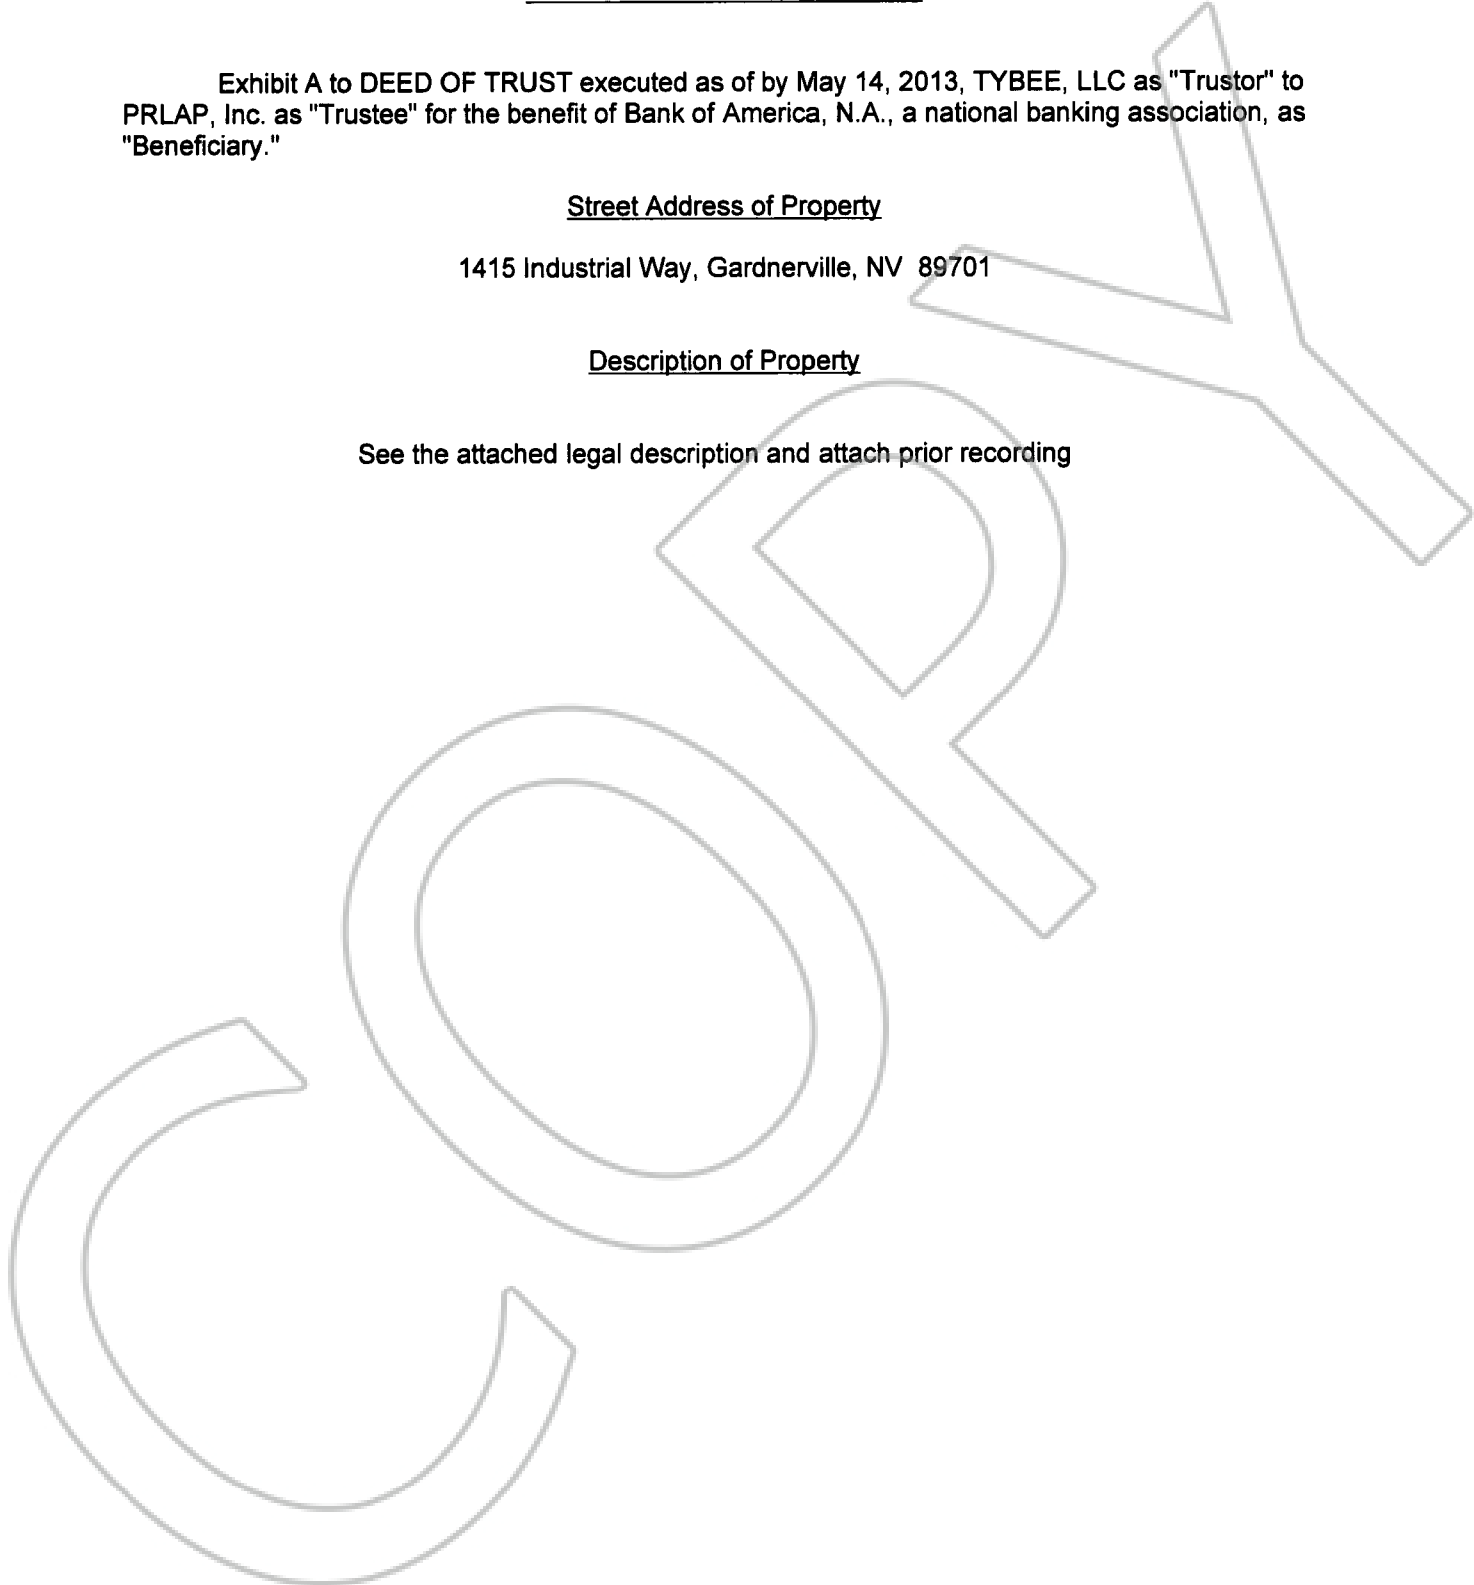 Exhibit A to DEED OF TRUST executed as of by May 14, 2013, TYBEE, LLC as "Trustor" to
PRLAP, Inc. as "Trustee" for the benefit of Bank of America, N.A., a national banking association, as
"Beneficiary."
Street Address of Property
1415 Industrial Way, Gardnerville, NV  89701
Description of Property
See the attached legal description and attach prior recording
COPY